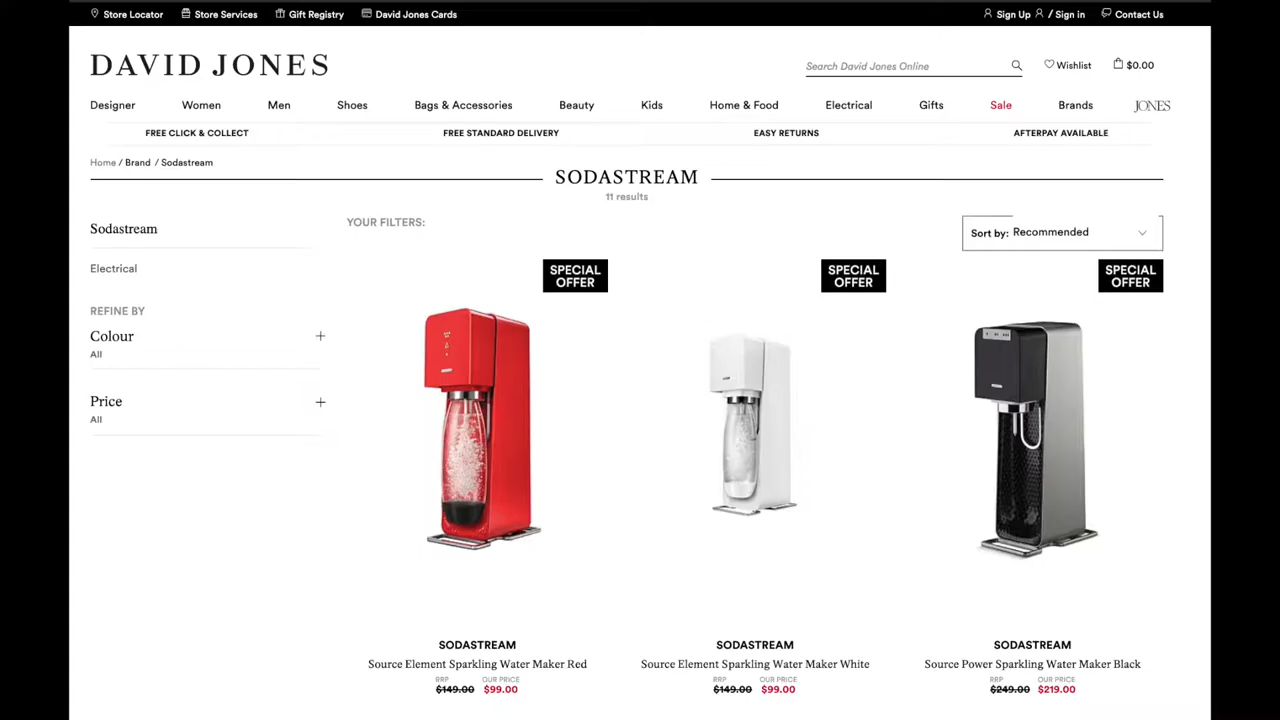 Store Locator Store Services Gift Registry David Jones Cards Sign Up / Sign in Contact Us
DAVID JONES
Search David Jones Online Wishlist $0.00
Designer Women Men Shoes Bags & Accessories Beauty Kids Home & Food Electrical Gifts Sale Brands JONES
FREE CLICK & COLLECT FREE STANDARD DELIVERY EASY RETURNS AFTERPAY AVAILABLE
Home / Brand / Sodastream
SODASTREAM
11 results
Sodastream
Electrical
REFINE BY
Colour +
All
Price +
All
YOUR FILTERS:
Sort by: Recommended
SPECIAL
OFFER
SPECIAL
OFFER
SPECIAL
OFFER
SODASTREAM
Source Element Sparkling Water Maker Red
RRP OUR PRICE
$149.00 $99.00
SODASTREAM
Source Element Sparkling Water Maker White
RRP OUR PRICE
$149.00 $99.00
SODASTREAM
Source Power Sparkling Water Maker Black
RRP OUR PRICE
$249.00 $219.00